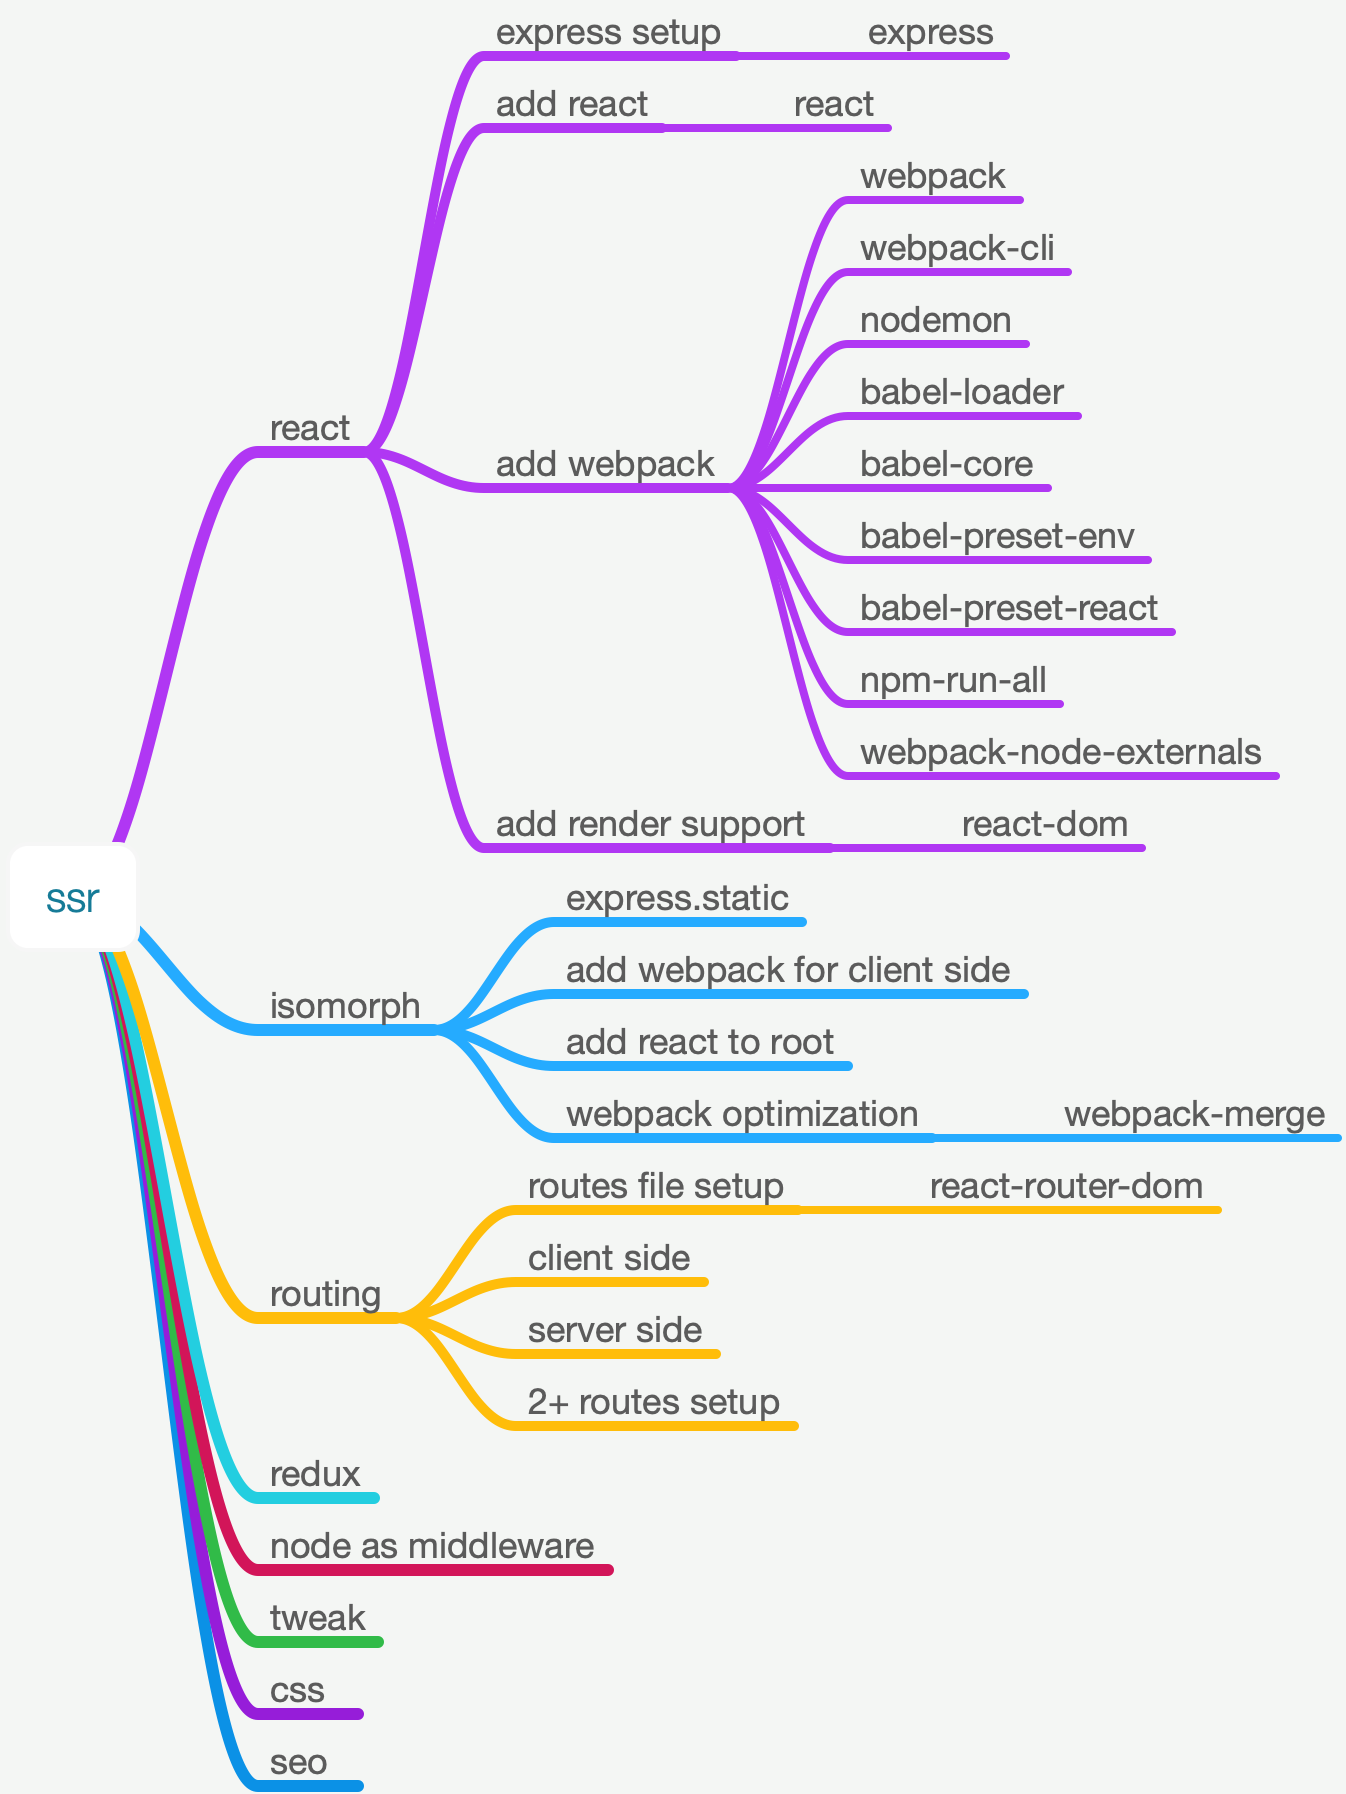 express setup express
add react react
webpack
webpack-cli
nodemon
babel-loader
react
add webpack babel-core
babel-preset-env
babel-preset-react
npm-run-all
webpack-node-externals
add render support react-dom
ssr
express.static
add webpack for client side
isomorph
add react to root
webpack optimization webpack-merge
routes file setup react-router-dom
client side
routing
server side
2+ routes setup
redux
node as middleware
tweak
css
seo